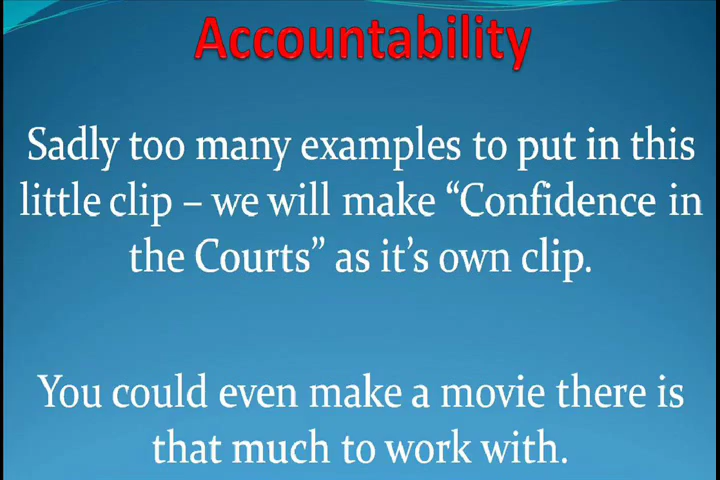 Accountability
Sadly too many examples to put in this
little clip – we will make “Confidence in
the Courts” as it’s own clip.
You could even make a movie there is
that much to work with.